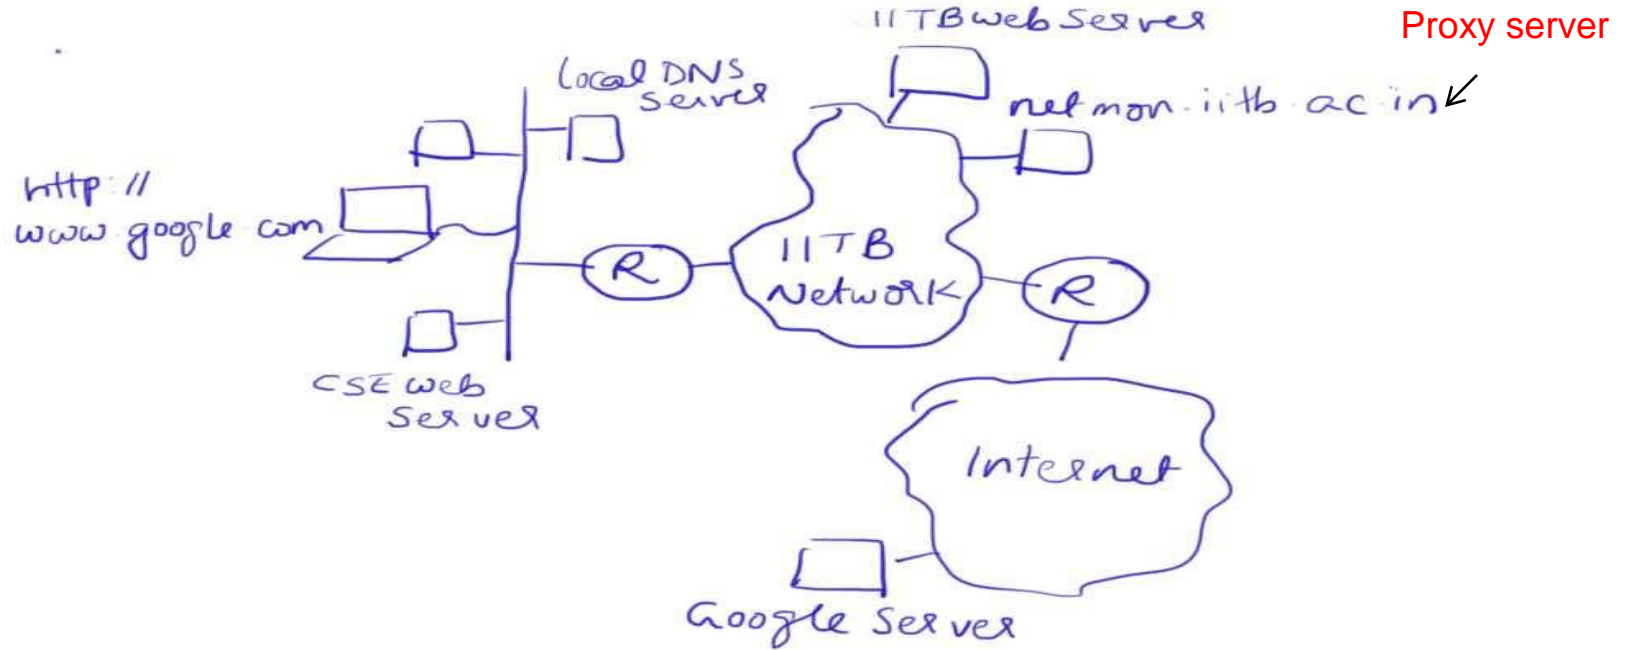 IITB web Server
Proxy server
Local DNS
Server
netmon.iitb.ac.in
http://
www.google.com
R
IITB
Network
R
CSE web
Server
Internet
Google Server